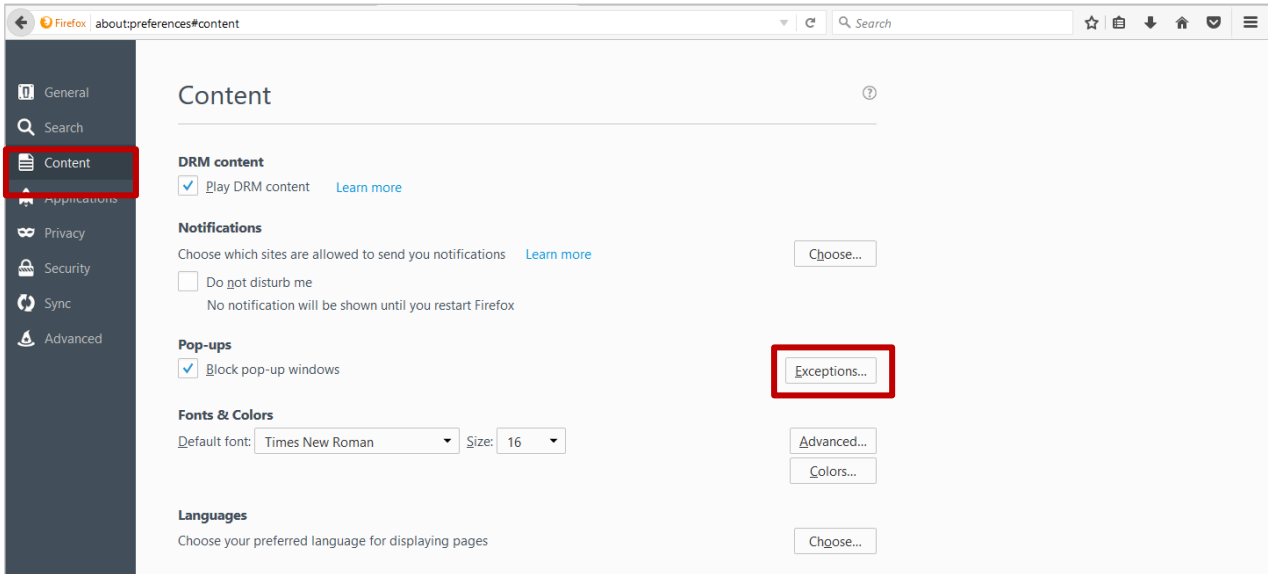 Firefox about:preferences#content Search
General
Search
Content
Applications
Privacy
Security
Sync
Advanced
Content
DRM content
Play DRM content Learn more
Notifications
Choose which sites are allowed to send you notifications Learn more Choose...
Do not disturb me
No notification will be shown until you restart Firefox
Pop-ups
Block pop-up windows Exceptions...
Fonts & Colors
Default font: Times New Roman Size: 16 Advanced...
Colors...
Languages
Choose your preferred language for displaying pages Choose...